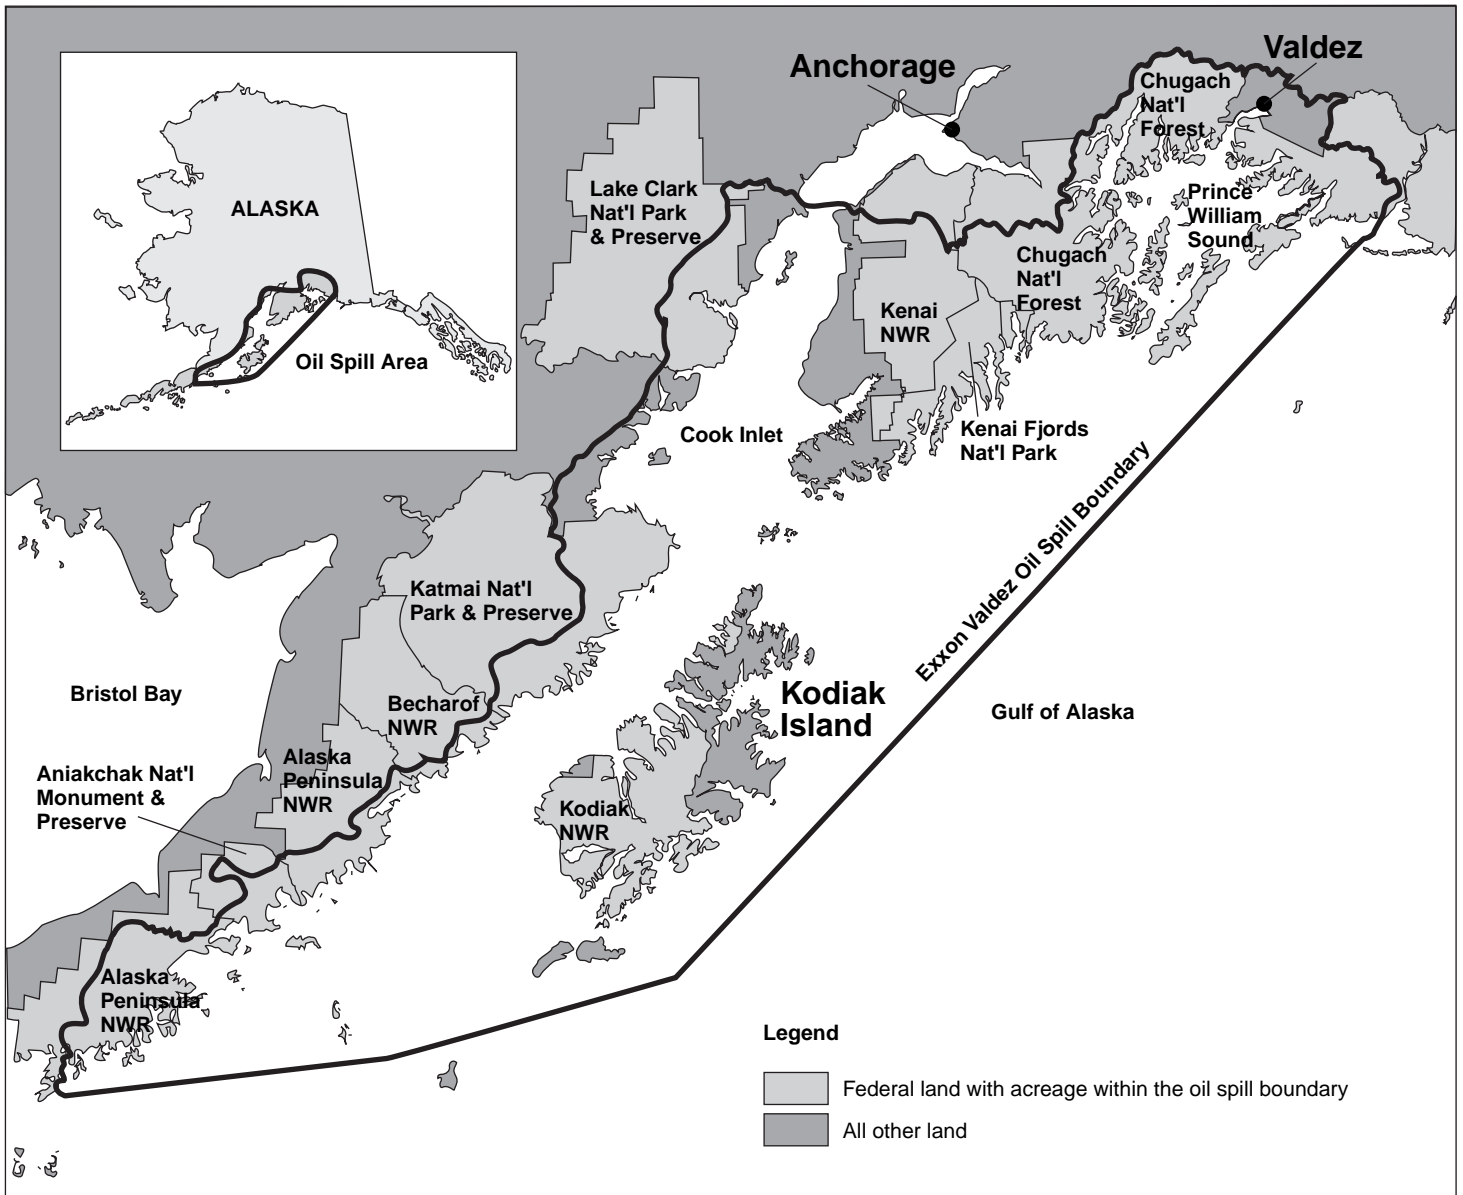 Valdez
Anchorage
Chugach
Nat'l
Forest
ALASKA
Oil Spill Area
Lake Clark
Nat'l Park
& Preserve
Prince
William
Sound
Chugach
Nat'l
Forest
Kenai
NWR
Cook Inlet
Kenai Fjords
Nat'l Park
Exxon Valdez Oil Spill Boundary
Katmai Nat'l
Park & Preserve
Bristol Bay
Becharof
NWR
Kodiak
Island
Gulf of Alaska
Alaska
Peninsula
NWR
Aniakchak Nat'l
Monument &
Preserve
Kodiak
NWR
Alaska
Peninsula
NWR
Legend
Federal land with acreage within the oil spill boundary
All other land